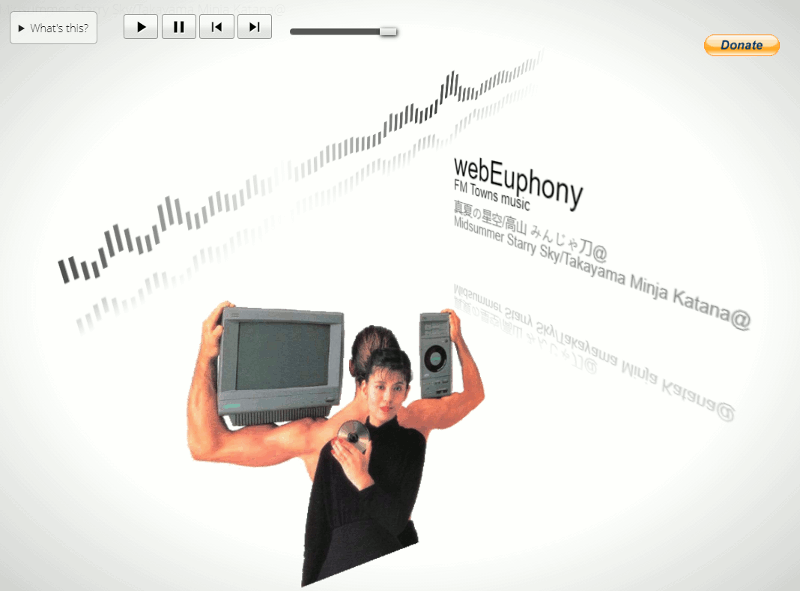 What's this?
Donate
webEuphony
FM Towns music
真夏の星空/高山 みんじゃ刀@
Midsummer Starry Sky/Takayama Minja Katana@